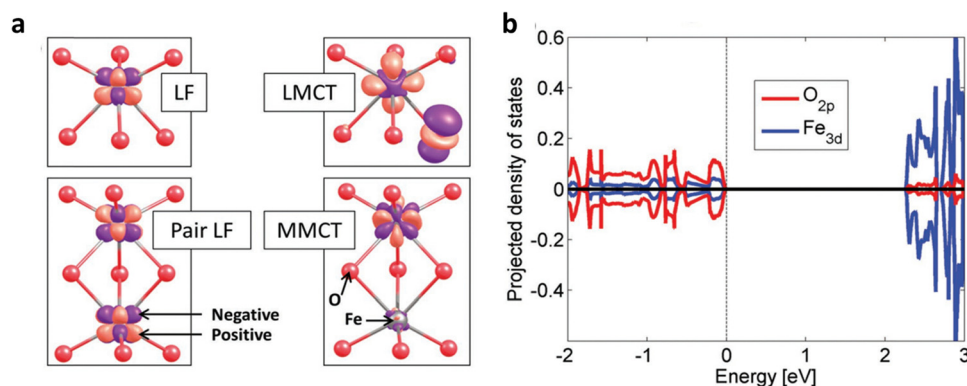 a
LF
LMCT
Pair LF
MMCT
Negative
Positive
O
Fe
b
Projected density of states
0.6
0.4
0.2
0
-0.2
-0.4
O2p
Fe3d
-2
-1
0
1
2
3
Energy [eV]